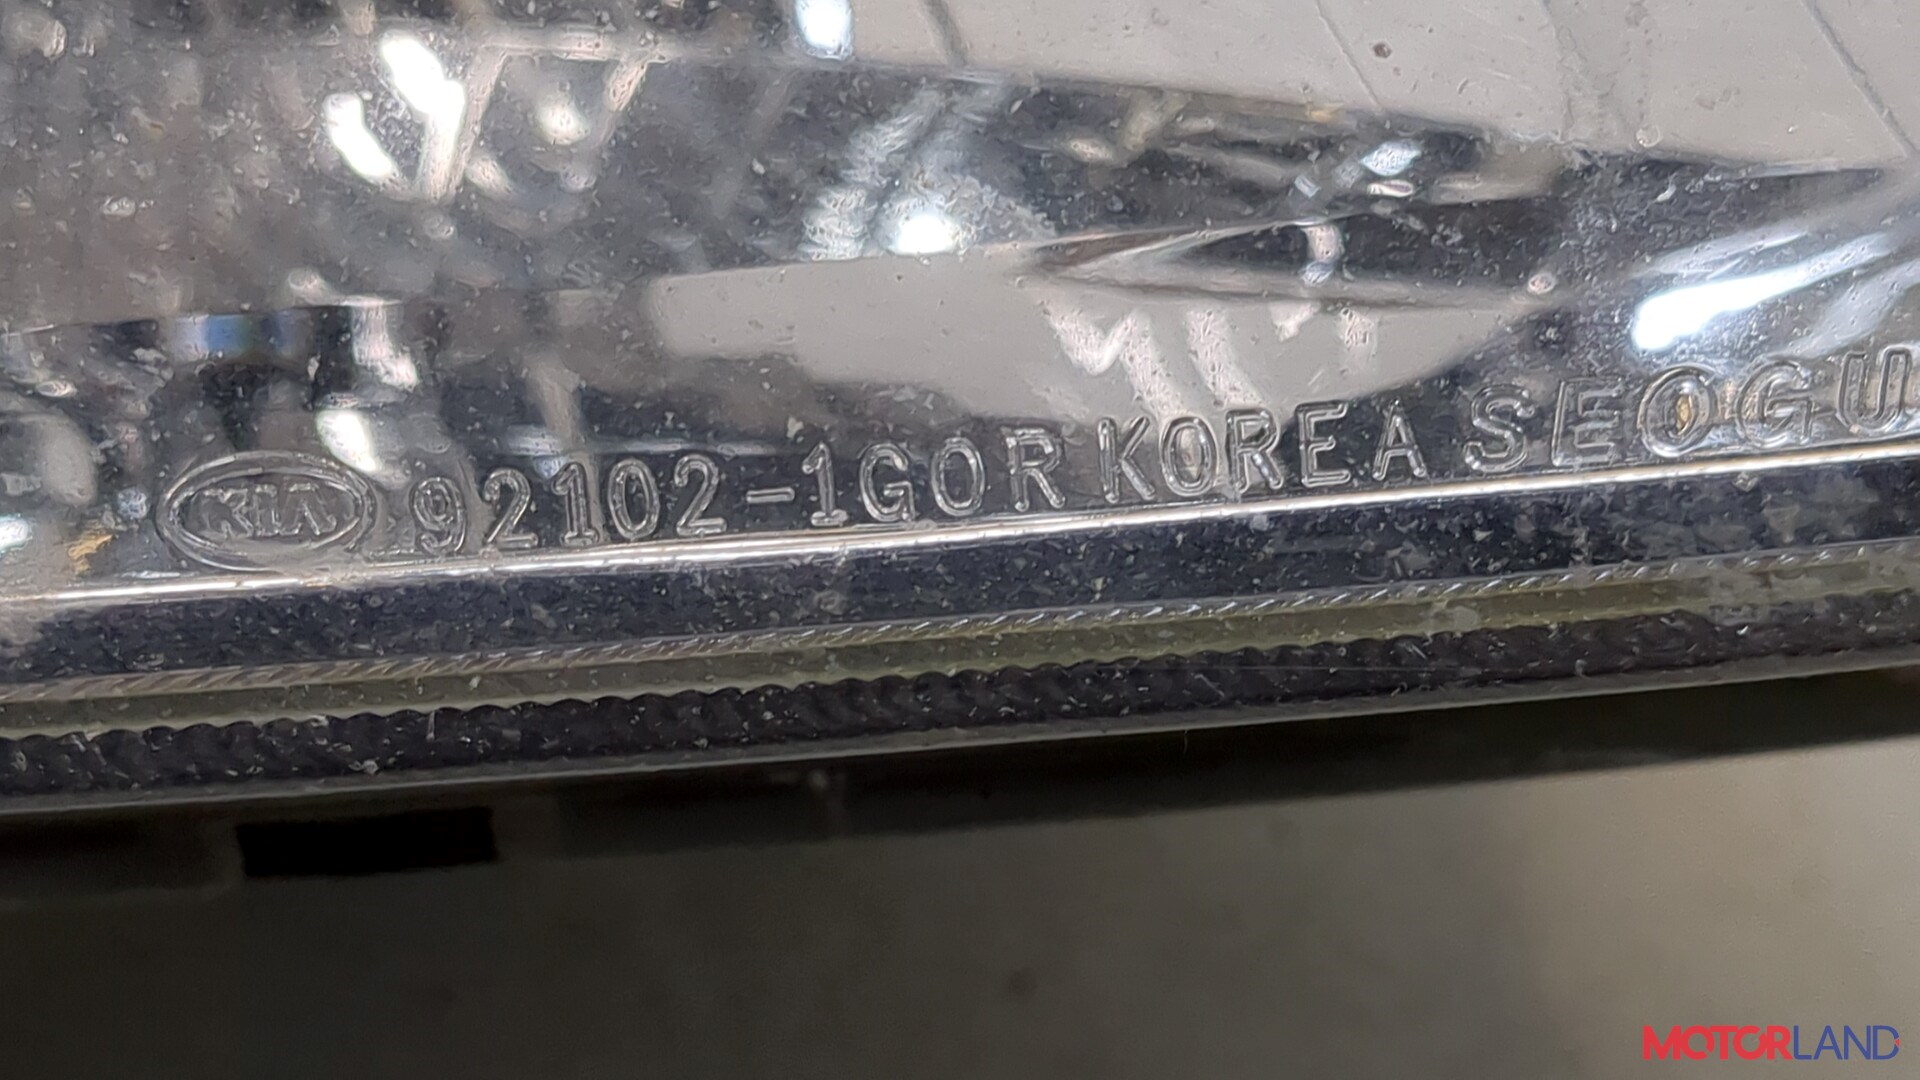 KIA 92102-1G0R KOREA SEOGU
MOTORLAND